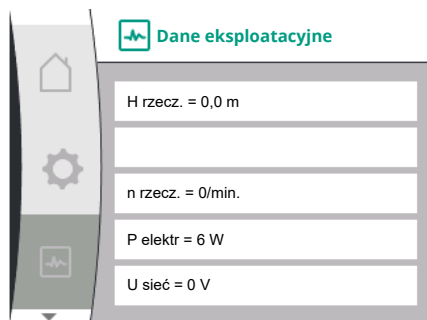 Dane eksploatacyjne
H rzecz. = 0,0 m
n rzecz. = 0/min.
P elektr = 6 W
U sieć = 0 V